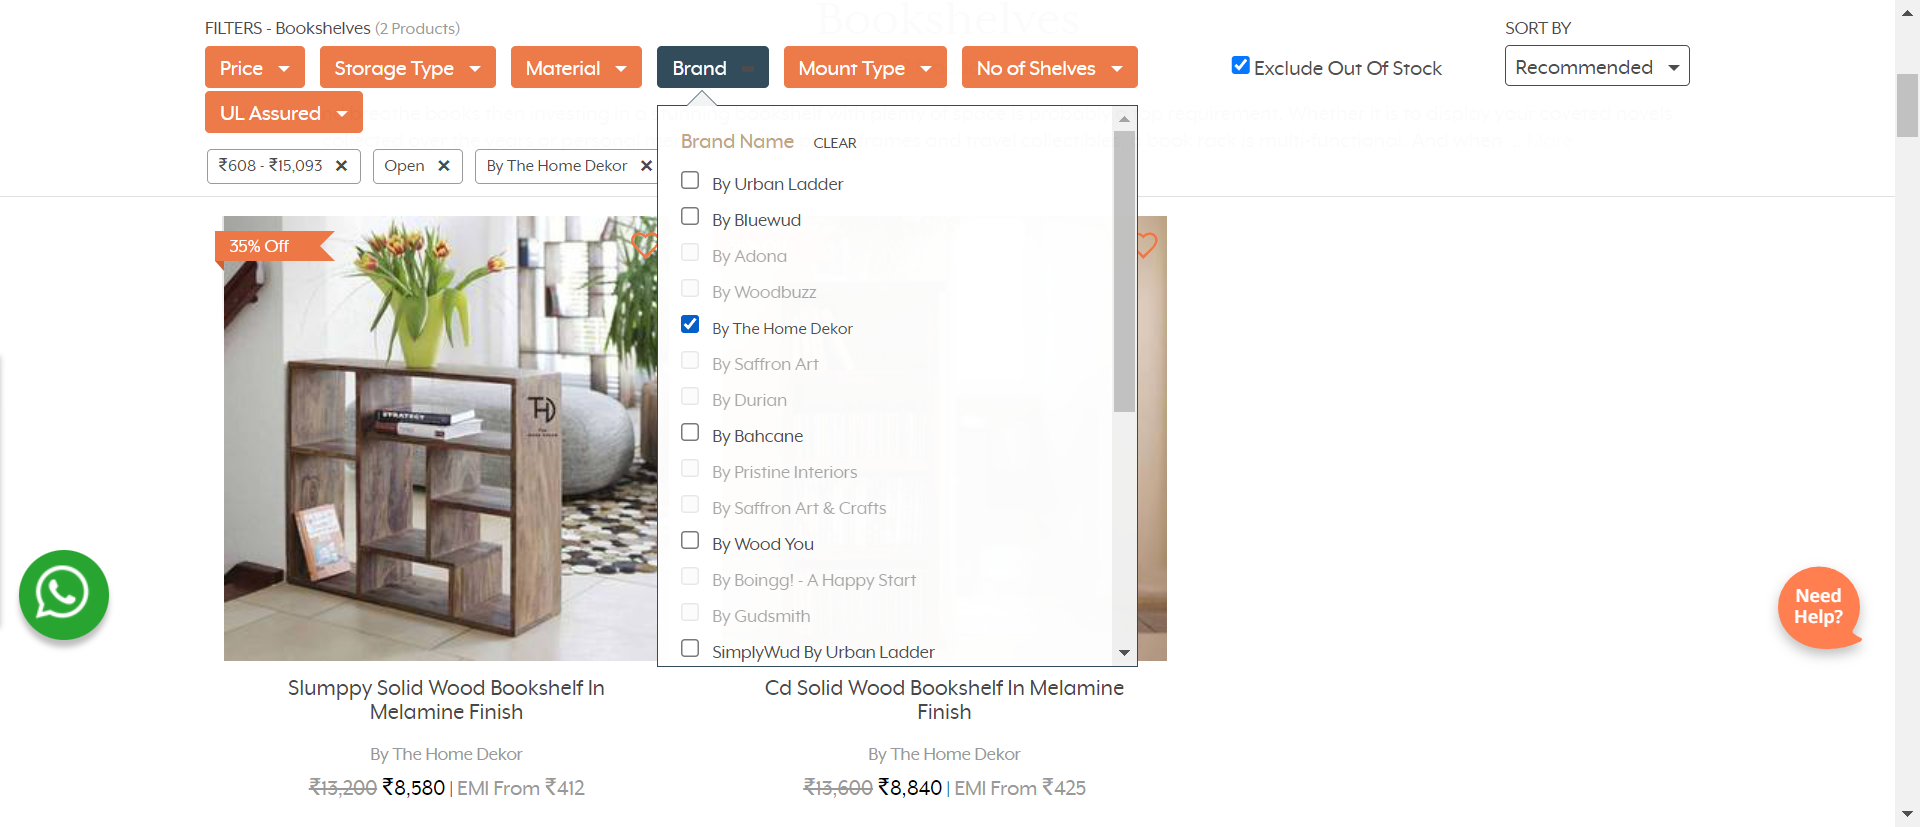 Bookshelves
FILTERS - Bookshelves (2 Products)
SORT BY
Price
Storage Type
Material
Brand
Mount Type
No of Shelves
Exclude Out Of Stock
Recommended
UL Assured
₹608 - ₹15,093 ×
Open ×
By The Home Dekor ×
Brand Name CLEAR
By Urban Ladder
By Bluewud
By Adona
By Woodbuzz
By The Home Dekor
By Saffron Art
By Durian
By Bahcane
By Pristine Interiors
By Saffron Art & Crafts
By Wood You
By Boingg! - A Happy Start
By Gudsmith
SimplyWud By Urban Ladder
35% Off
STRATEGY
THD
Need
Help?
Slumppy Solid Wood Bookshelf In
Melamine Finish
By The Home Dekor
₹13,200 ₹8,580 | EMI From ₹412
Cd Solid Wood Bookshelf In Melamine
Finish
By The Home Dekor
₹13,600 ₹8,840 | EMI From ₹425